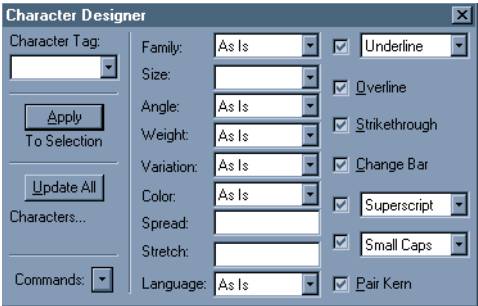 Character Designer
Character Tag:
Apply
To Selection
Update All
Characters...
Commands:
Family: As Is
Size:
Angle: As Is
Weight: As Is
Variation: As Is
Color: As Is
Spread:
Stretch:
Language: As Is
Underline
Overline
Strikethrough
Change Bar
Superscript
Small Caps
Pair Kern